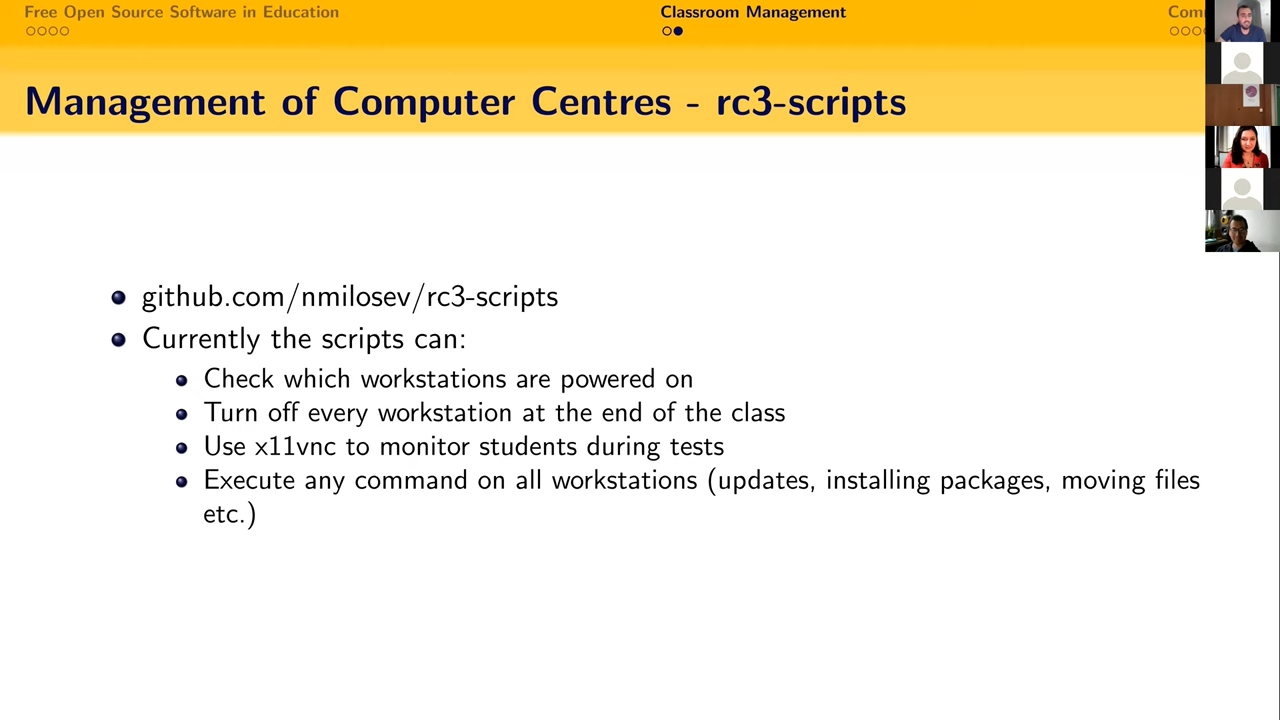 Free Open Source Software in Education
Classroom Management
Management of Computer Centres - rc3-scripts
github.com/nmilosev/rc3-scripts
Currently the scripts can:
Check which workstations are powered on
Turn off every workstation at the end of the class
Use x11vnc to monitor students during tests
Execute any command on all workstations (updates, installing packages, moving files
etc.)